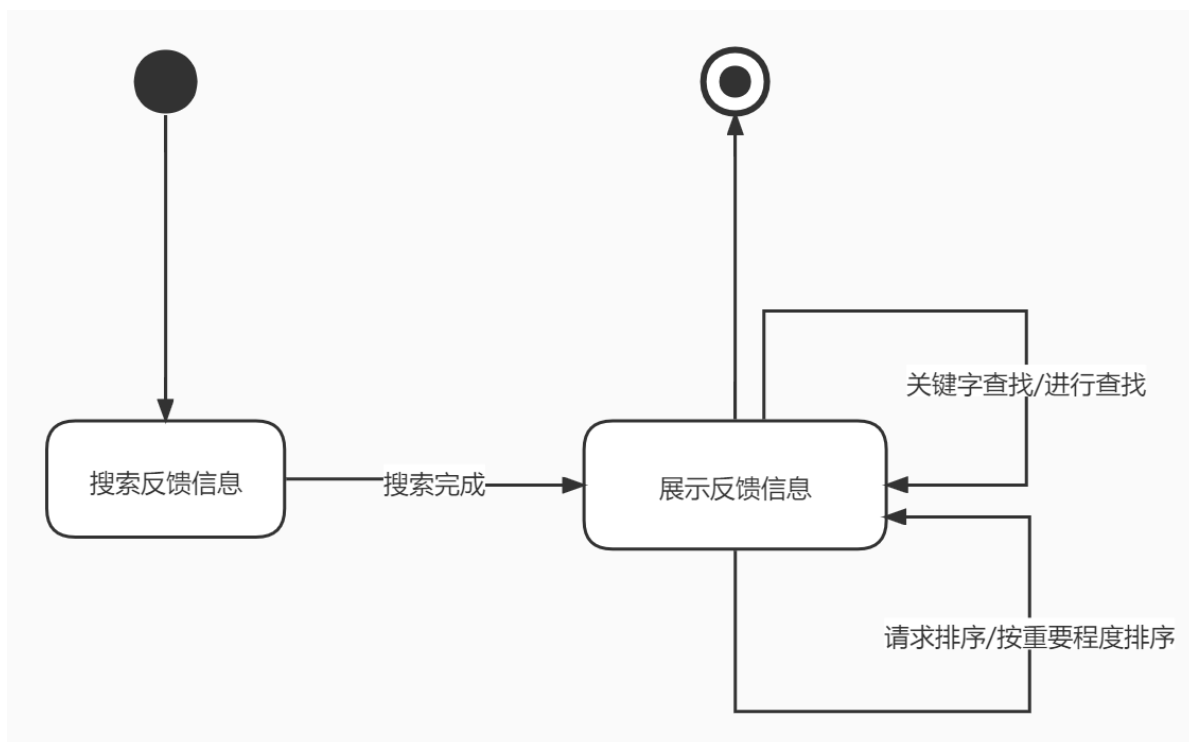 关键字查找/进行查找
搜索反馈信息
搜索完成
展示反馈信息
请求排序/按重要程度排序